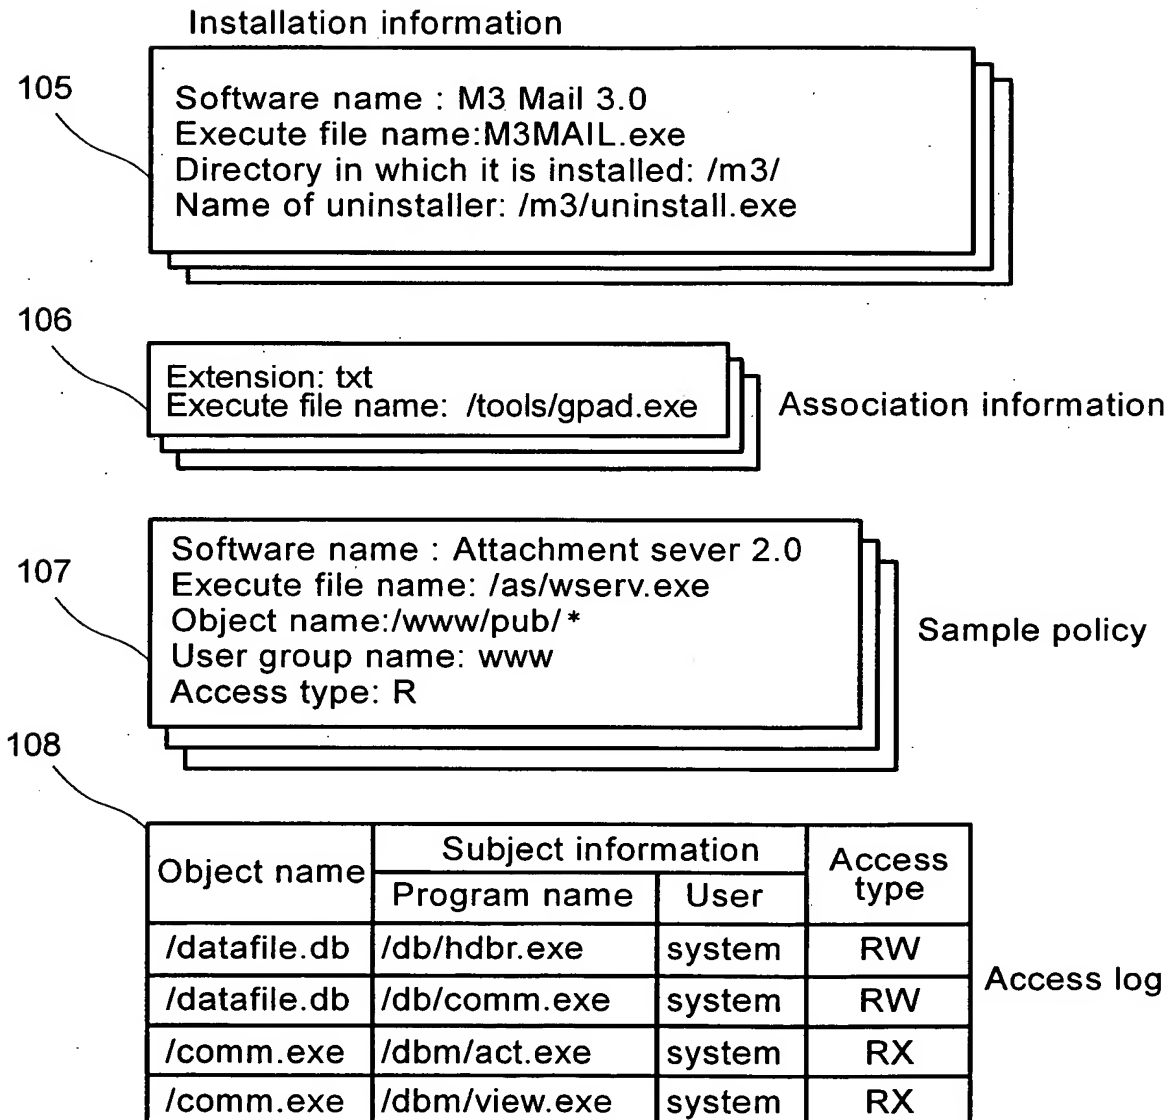 Installation information
105
Software name : M3 Mail 3.0
Execute file name:M3MAIL.exe
Directory in which it is installed: /m3/
Name of uninstaller: /m3/uninstall.exe
106
Extension: txt
Execute file name: /tools/gpad.exe
Association information
107
Software name : Attachment sever 2.0
Execute file name: /as/wserv.exe
Object name:/www/pub/*
User group name: www
Access type: R
Sample policy
108
Object name Subject information Access type
Program name User
/datafile.db /db/hdbr.exe system RW
/datafile.db /db/comm.exe system RW
/comm.exe /dbm/act.exe system RX
/comm.exe /dbm/view.exe system RX
Access log